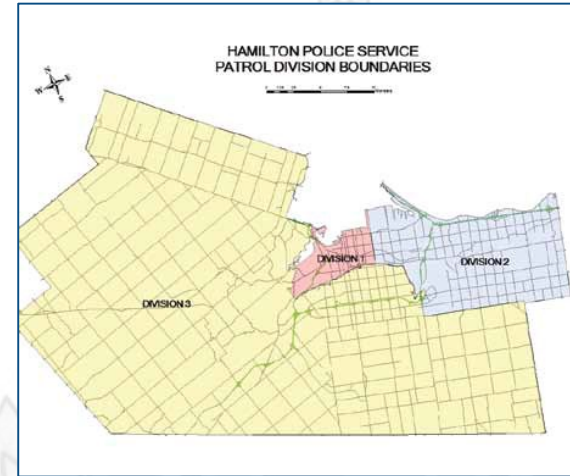 HAMILTON POLICE SERVICE
PATROL DIVISION BOUNDARIES
N
W
E
S
DIVISION 1
DIVISION 2
DIVISION 3